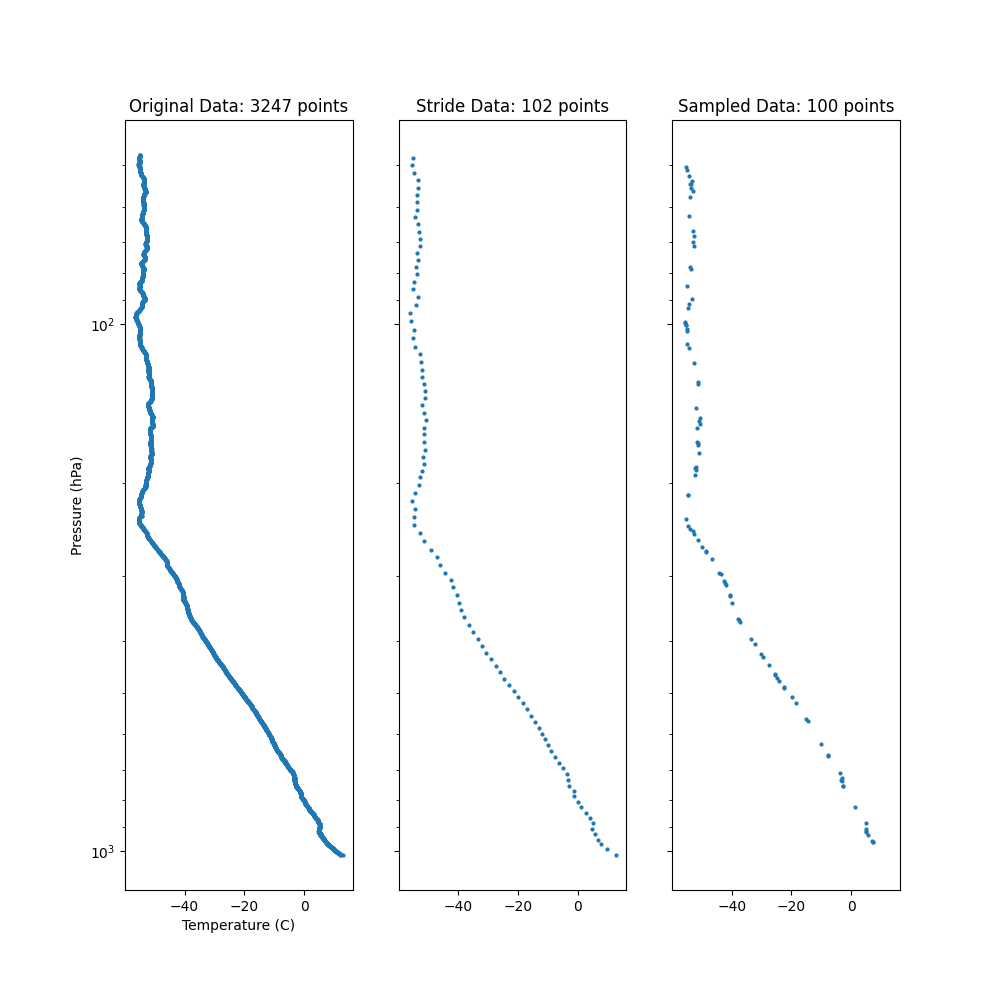 Original Data: 3247 points
Stride Data: 102 points
Sampled Data: 100 points
10²
10³
Pressure (hPa)
−40 −20 0
−40 −20 0
−40 −20 0
Temperature (C)